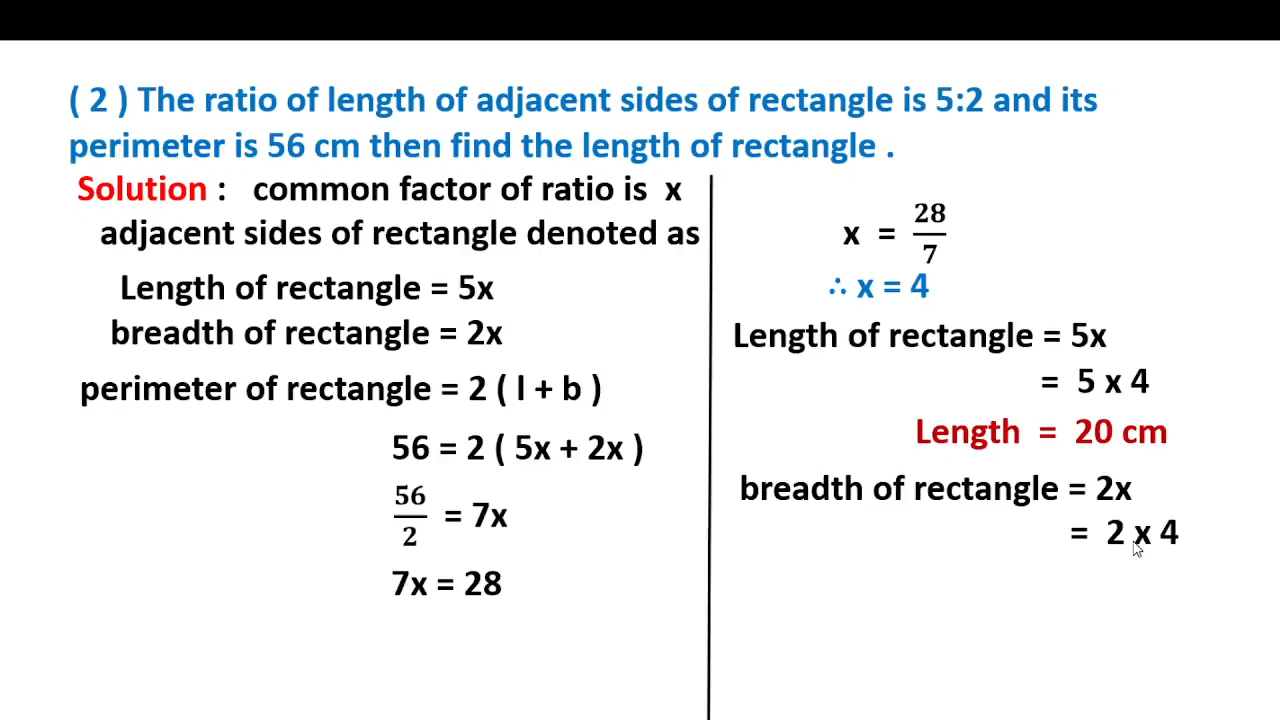 ( 2 ) The ratio of length of adjacent sides of rectangle is 5:2 and its
perimeter is 56 cm then find the length of rectangle .
Solution : common factor of ratio is x
adjacent sides of rectangle denoted as
Length of rectangle = 5x
breadth of rectangle = 2x
perimeter of rectangle = 2 ( l + b )
56 = 2 ( 5x + 2x )
56/2 = 7x
7x = 28
x = 28/7
∴ x = 4
Length of rectangle = 5x
= 5 x 4
Length = 20 cm
breadth of rectangle = 2x
= 2 x 4